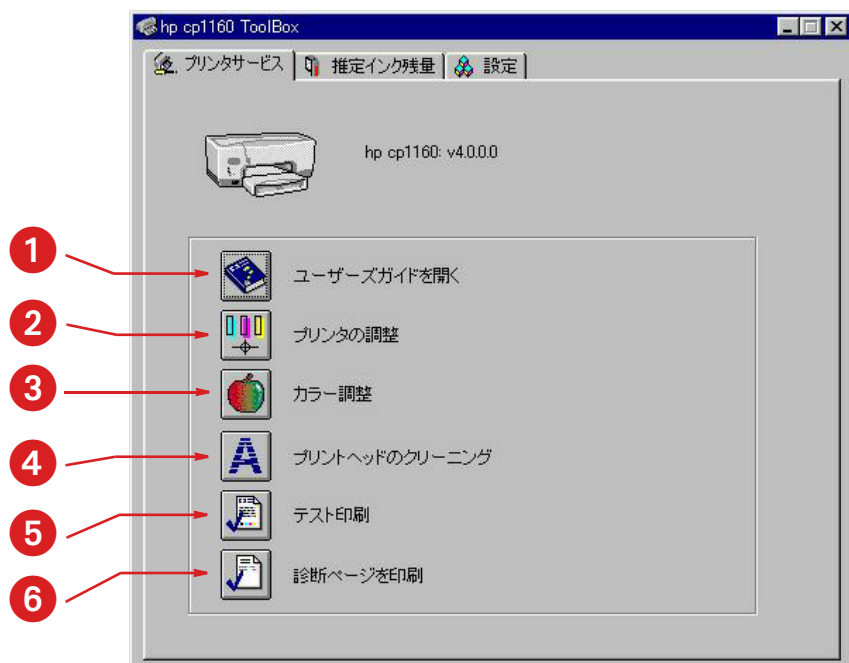 hp cp1160 ToolBox
プリンタサービス 推定インク残量 設定
hp cp1160: v4.0.0.0
1 ユーザーズガイドを開く
2 プリンタの調整
3 カラー調整
4 プリントヘッドのクリーニング
5 テスト印刷
6 診断ページを印刷